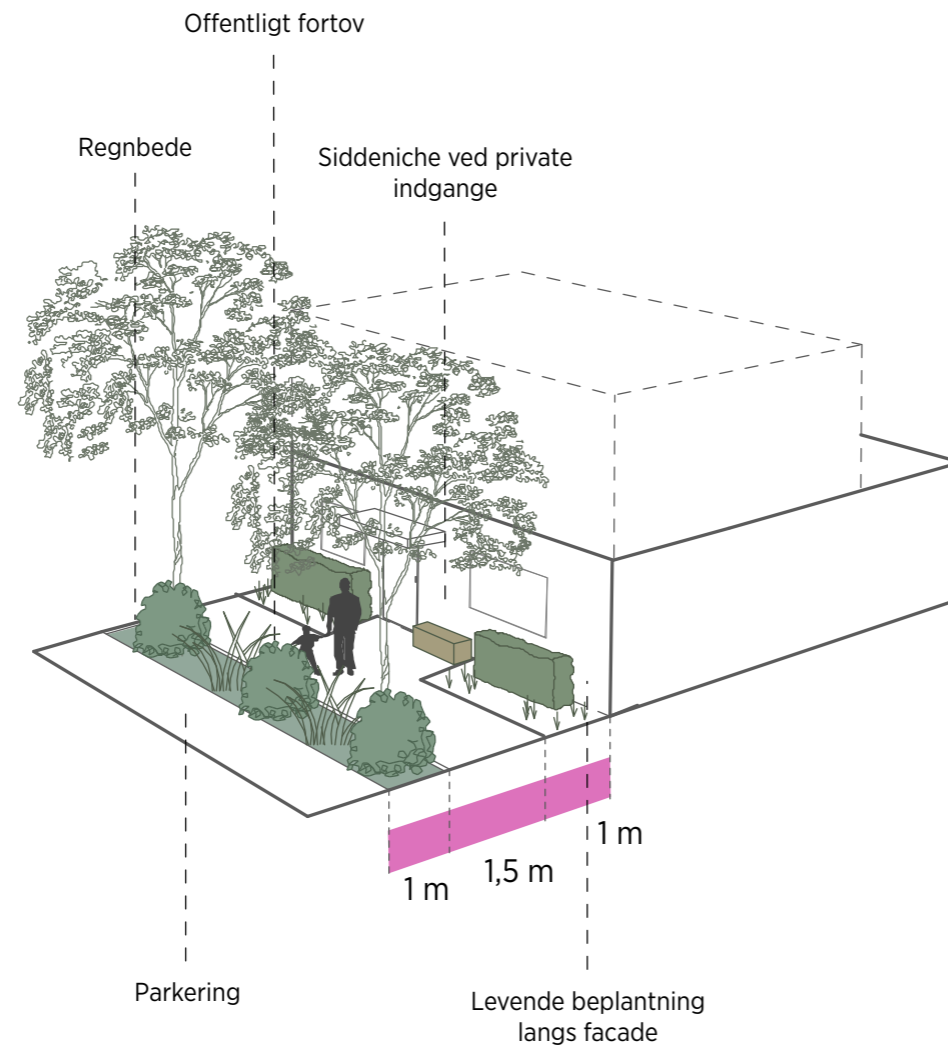 Offentligt fortov
Regnbede
Siddeniche ved private
indgange
1 m
1,5 m
1 m
Parkering
Levende beplantning
langs facade